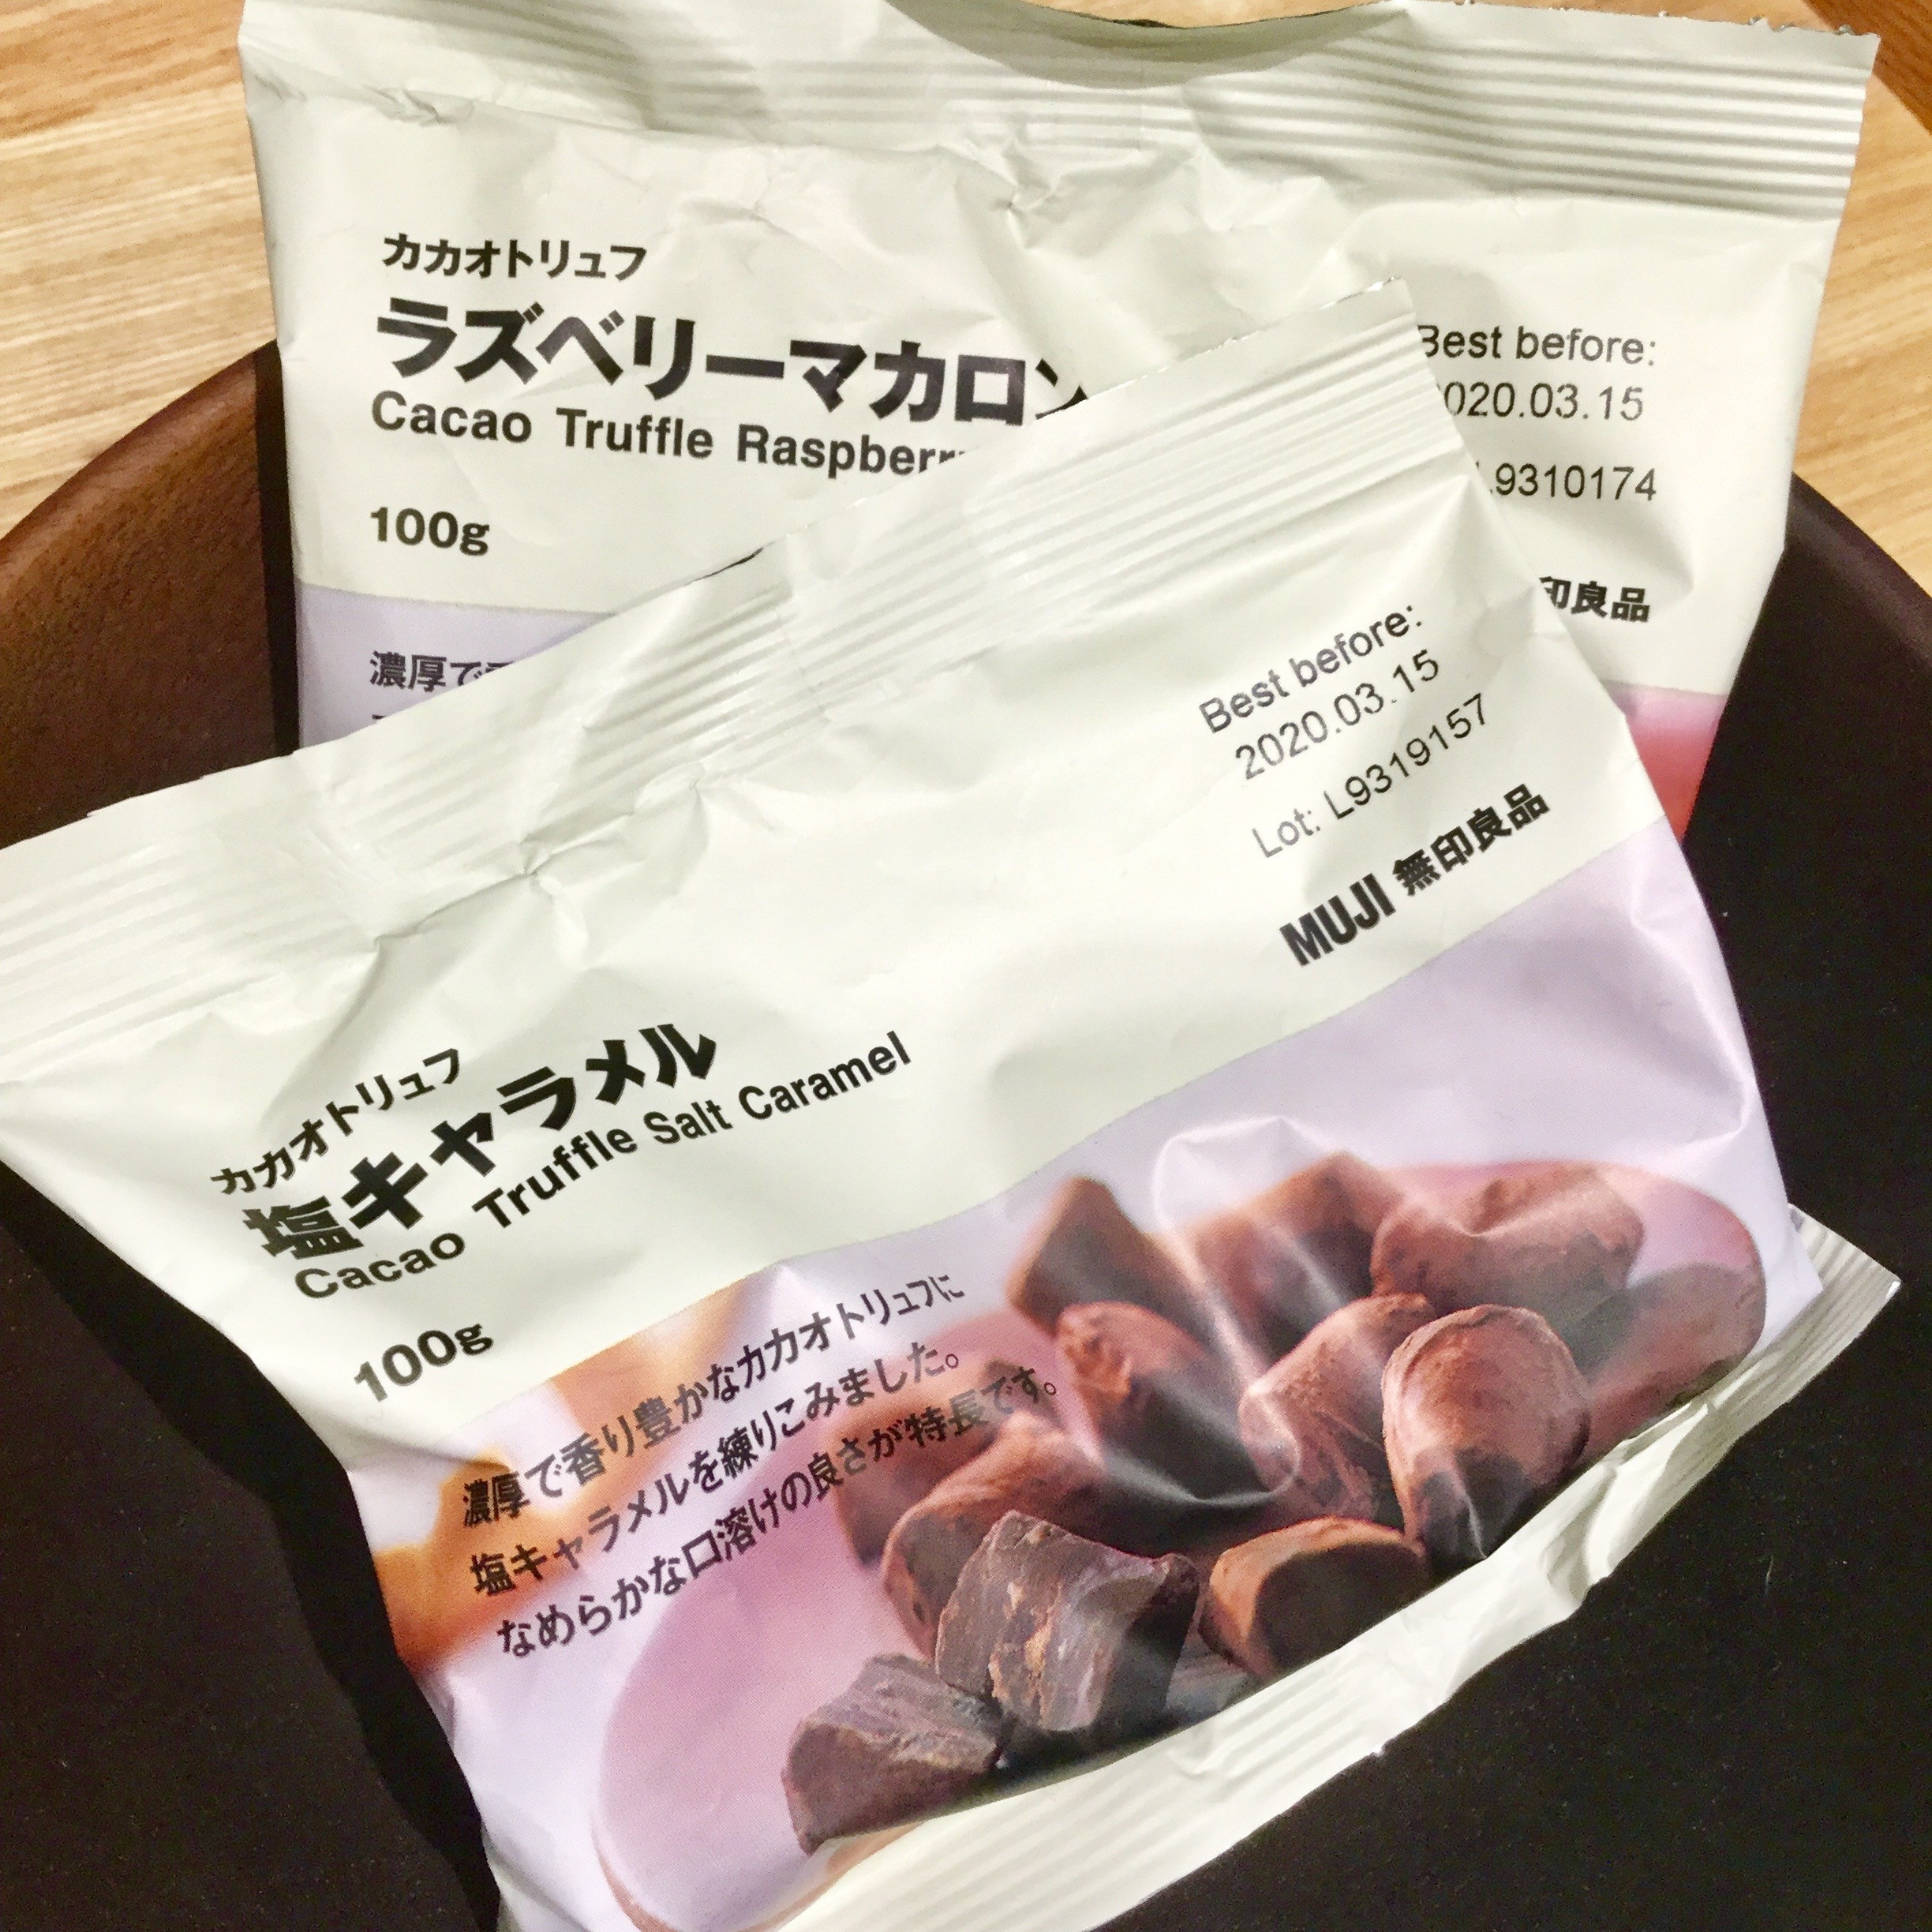 カカオトリュフ
ラズベリーマカロン
Cacao Truffle
100g
Best before:
2020.03.15
L9310174
印良品
濃厚で
カカオトリュフ
塩キャラメル
Cacao Truffle Salt Caramel
100g
Best before:
2020.03.15
Lot: L9319157
MUJI 無印良品
濃厚で香り豊かなカカオトリュフに
塩キャラメルを練りこみました。
なめらかな口溶けの良さが特長です。